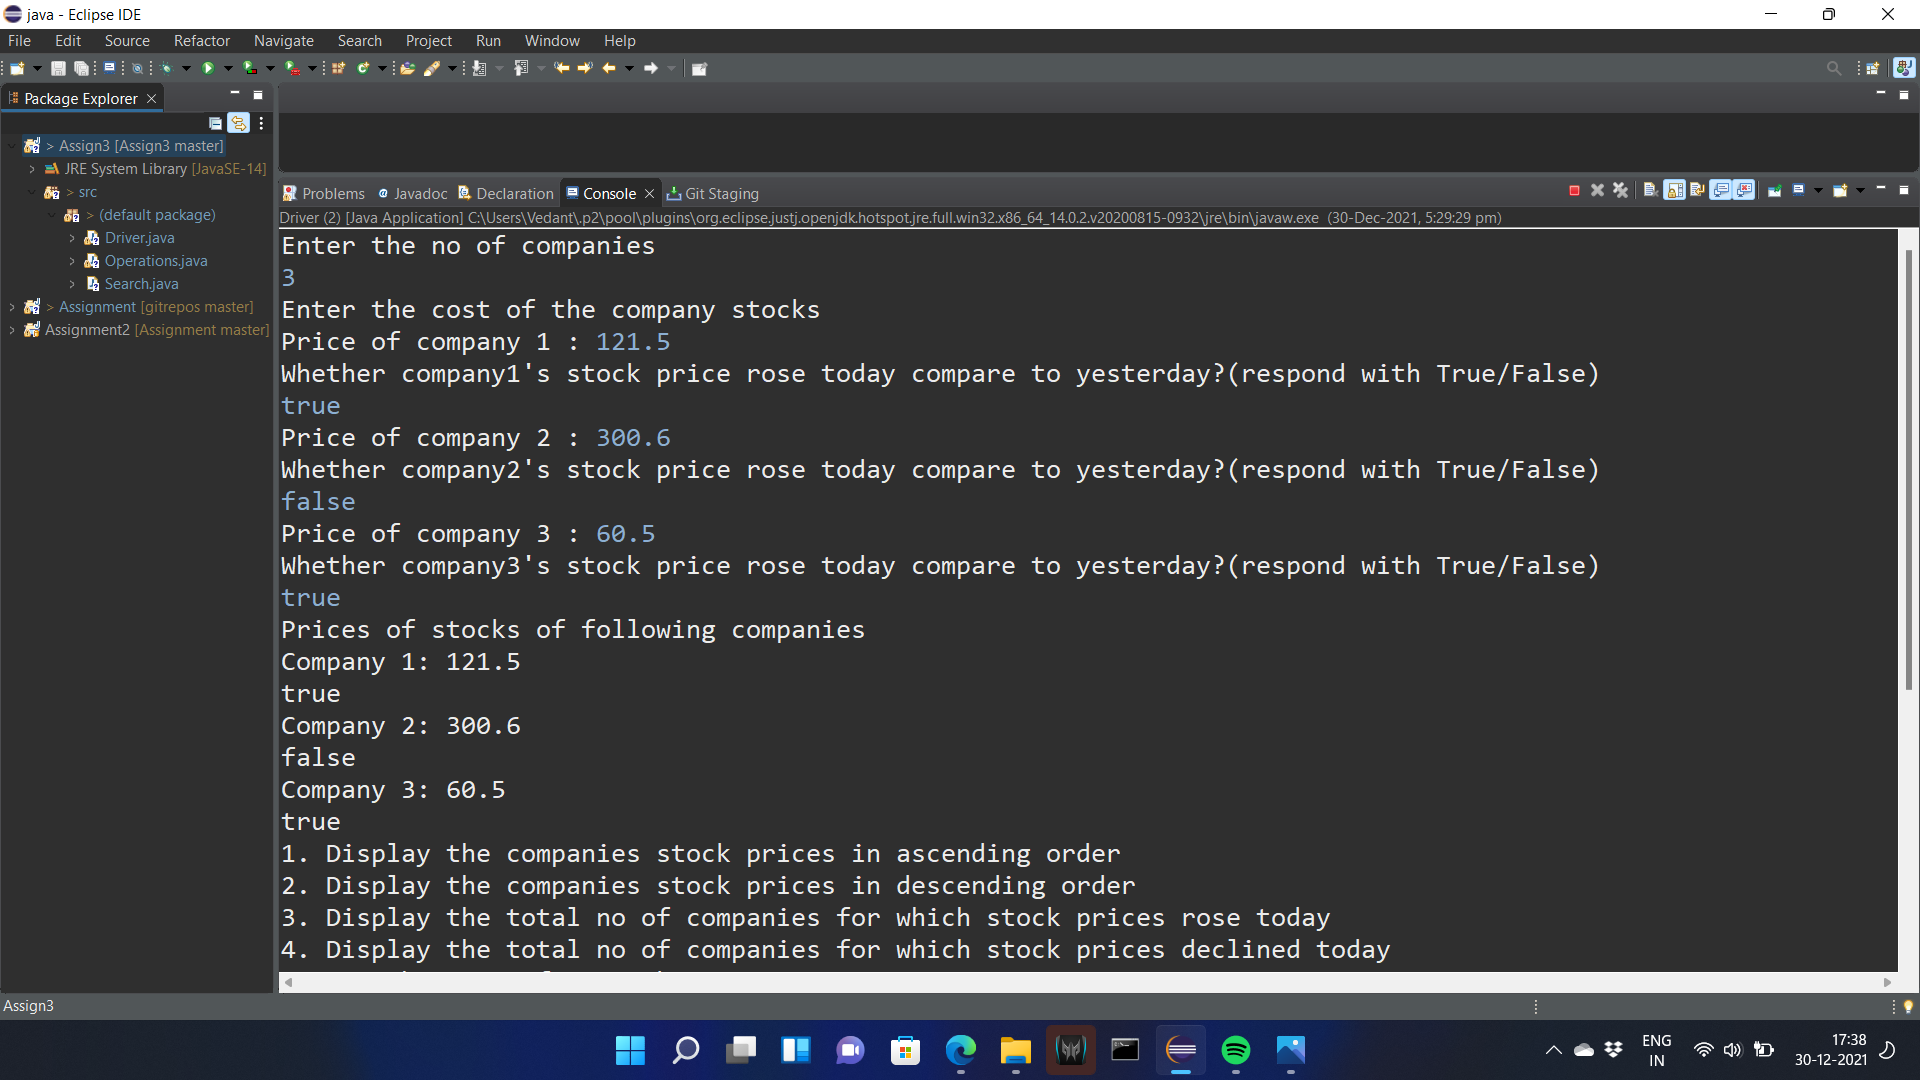 java - Eclipse IDE
File Edit Source Refactor Navigate Search Project Run Window Help
Package Explorer
> Assign3 [Assign3 master]
JRE System Library [JavaSE-14]
> src
> (default package)
Driver.java
Operations.java
Search.java
> Assignment [gitrepos master]
Assignment2 [Assignment master]
Problems @ Javadoc Declaration Console Git Staging
Driver (2) [Java Application] C:\Users\Vedant\.p2\pool\plugins\org.eclipse.justj.openjdk.hotspot.jre.full.win32.x86_64_14.0.2.v20200815-0932\jre\bin\javaw.exe (30-Dec-2021, 5:29:29 pm)
Enter the no of companies
3
Enter the cost of the company stocks
Price of company 1 : 121.5
Whether company1's stock price rose today compare to yesterday?(respond with True/False)
true
Price of company 2 : 300.6
Whether company2's stock price rose today compare to yesterday?(respond with True/False)
false
Price of company 3 : 60.5
Whether company3's stock price rose today compare to yesterday?(respond with True/False)
true
Prices of stocks of following companies
Company 1: 121.5
true
Company 2: 300.6
false
Company 3: 60.5
true
1. Display the companies stock prices in ascending order
2. Display the companies stock prices in descending order
3. Display the total no of companies for which stock prices rose today
4. Display the total no of companies for which stock prices declined today
Assign3
ENG
IN
17:38
30-12-2021